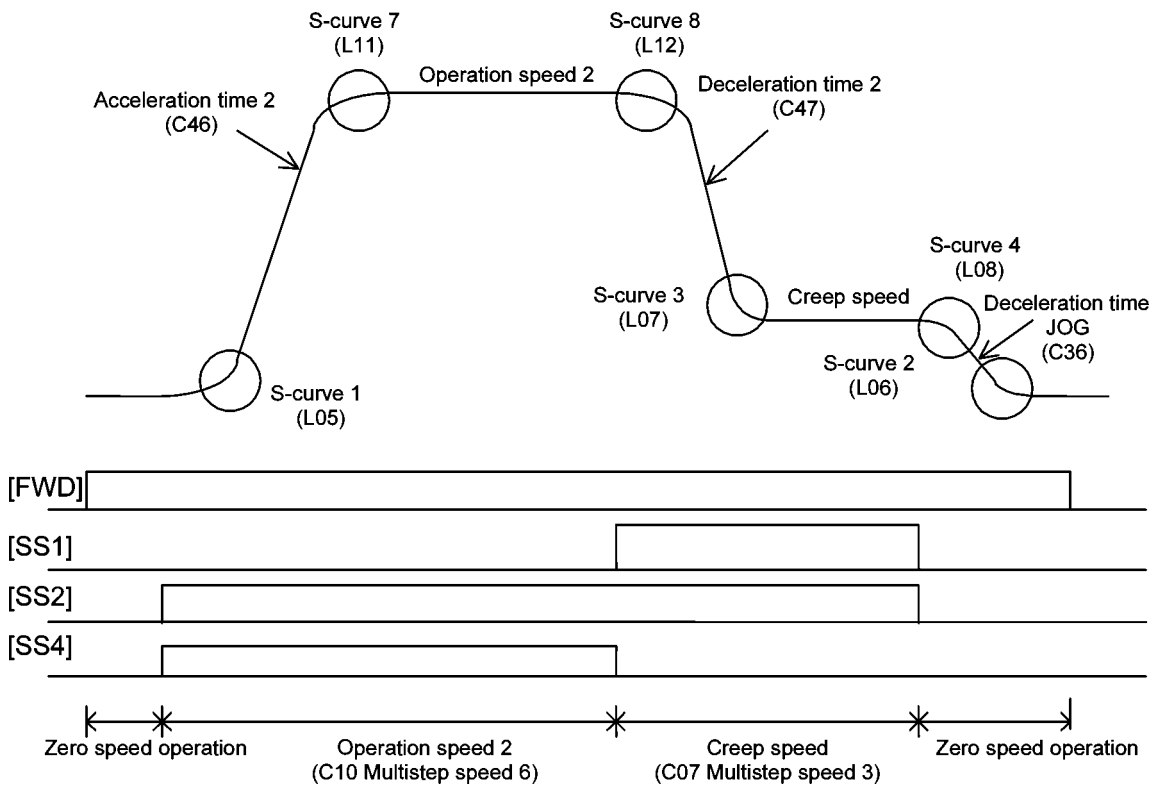 S-curve 7
(L11)
S-curve 8
(L12)
Operation speed 2
Acceleration time 2
(C46)
Deceleration time 2
(C47)
S-curve 4
(L08)
S-curve 3
(L07)
Creep speed
Deceleration time
JOG
(C36)
S-curve 2
(L06)
S-curve 1
(L05)
[FWD]
[SS1]
[SS2]
[SS4]
Zero speed operation
Operation speed 2
(C10 Multistep speed 6)
Creep speed
(C07 Multistep speed 3)
Zero speed operation